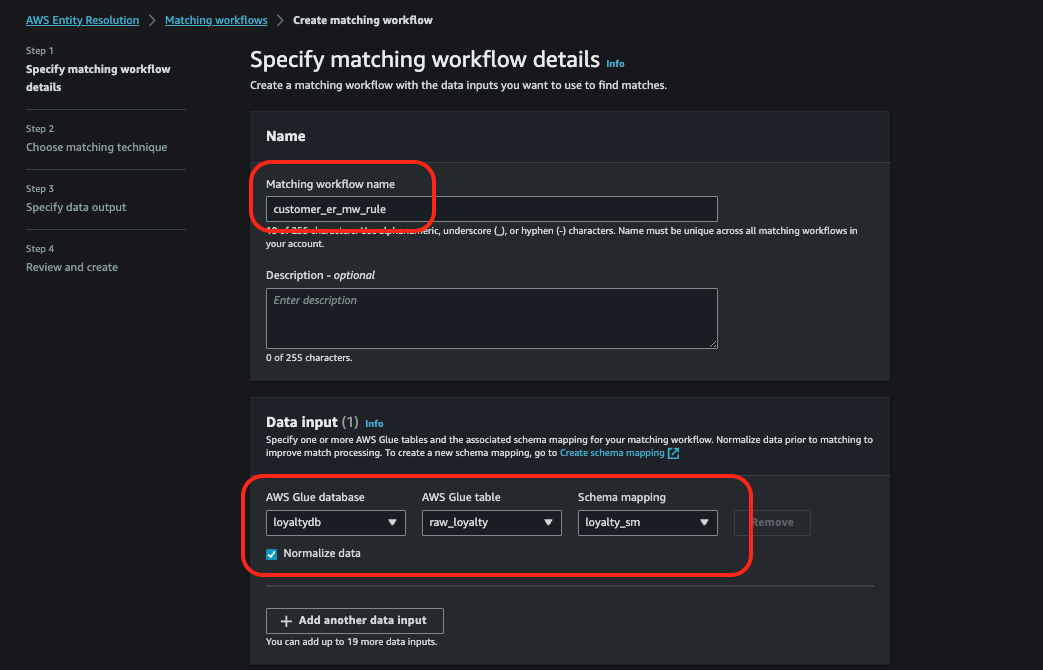 AWS Entity Resolution > Matching workflows > Create matching workflow
Step 1
Specify matching workflow
details
Step 2
Choose matching technique
Step 3
Specify data output
Step 4
Review and create
Specify matching workflow details Info
Create a matching workflow with the data inputs you want to use to find matches.
Name
Matching workflow name
customer_er_mw_rule
of 255 characters. Use alphanumeric, underscore (_), or hyphen (-) characters. Name must be unique across all matching workflows in
your account.
Description - optional
Enter description
0 of 255 characters.
Data input (1) Info
Specify one or more AWS Glue tables and the associated schema mapping for your matching workflow. Normalize data prior to matching to
improve match processing. To create a new schema mapping, go to Create schema mapping
AWS Glue database AWS Glue table Schema mapping
loyaltydb raw_loyalty loyalty_sm Remove
Normalize data
+ Add another data input
You can add up to 19 more data inputs.